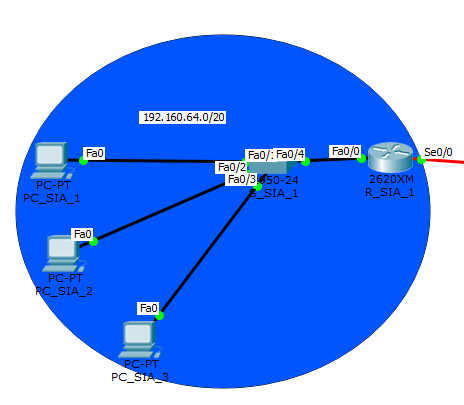 192.160.64.0/20
Fa0
PC-PT
PC_SIA_1
Fa0/2
Fa0/4
Fa0/3
S_SIA_1
Fa0/0
2620XM
R_SIA_1
Se0/0
Fa0
PC-PT
PC_SIA_2
Fa0
PC-PT
PC_SIA_3